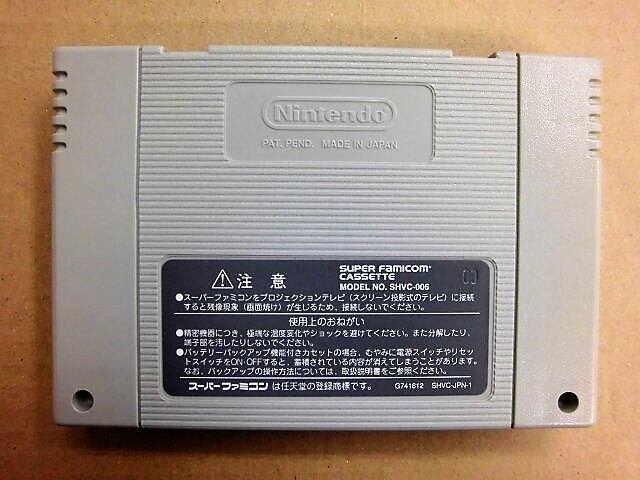 Nintendo
PAT. PEND. MADE IN JAPAN
⚠注意
SUPER FAMICOM
CASSETTE
MODEL NO. SHVC-006
●スーパーファミコンをプロジェクションテレビ（スクリーン投影式のテレビ）に接続
すると残像現象（画面焼け）が生じるため、接続しないでください。
使用上のおねがい
●精密機器につき、極端な温度変化やショックを避けてください。また分解したり、
端子部を汚したりしないでください。
●バッテリーバックアップ機能付きカセットの場合、むやみに電源スイッチやリセッ
トスイッチをON OFFすると、蓄積されている内容が消えてしまうことがあります。
なお、バックアップの操作方法については、取扱説明書をご参照ください。
スーパーファミコン は任天堂の登録商標です。 G741812 SHVC-JPN-1